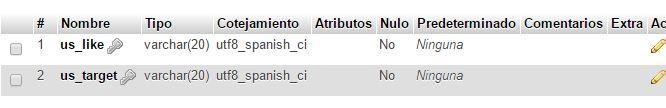 # Nombre Tipo Cotejamiento Atributos Nulo Predeterminado Comentarios Extra
1 us_like varchar(20) utf8_spanish_ci No Ninguna
2 us_target varchar(20) utf8_spanish_ci No Ninguna